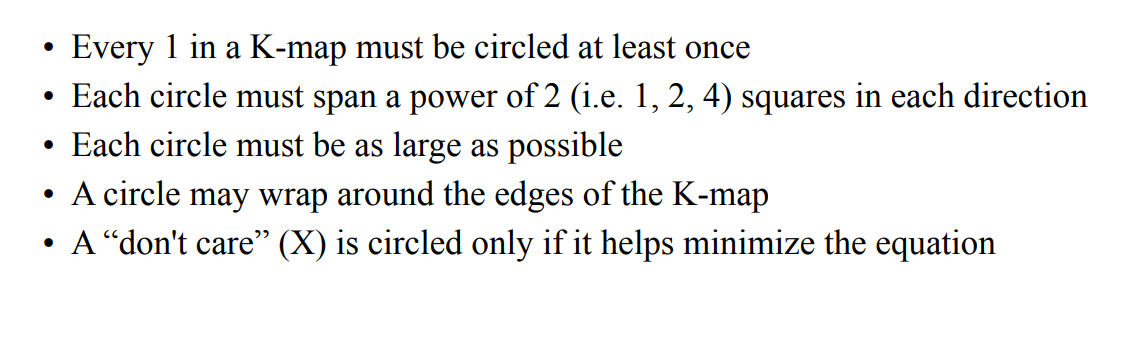 • Every 1 in a K-map must be circled at least once
• Each circle must span a power of 2 (i.e. 1, 2, 4) squares in each direction
• Each circle must be as large as possible
• A circle may wrap around the edges of the K-map
• A “don't care” (X) is circled only if it helps minimize the equation